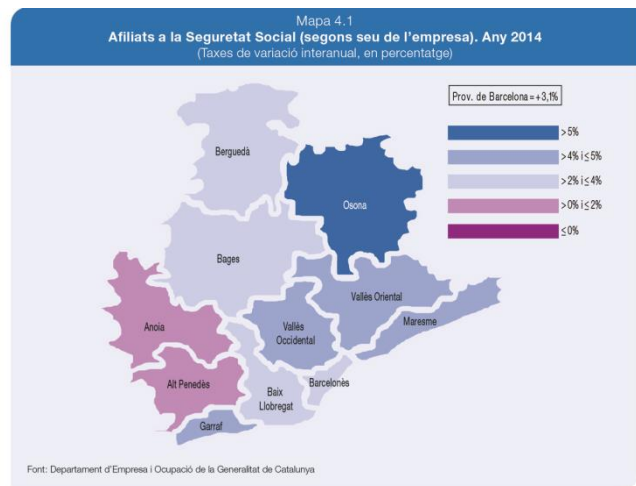 Mapa 4.1
Afiliats a la Seguretat Social (segons seu de l'empresa). Any 2014
(Taxes de variació interanual, en percentatge)
Prov. de Barcelona = +3,1%
>5%
>4% i ≤5%
>2% i ≤4%
>0% i ≤2%
≤0%
Berguedà
Osona
Bages
Vallès Oriental
Maresme
Anoia
Vallès
Occidental
Alt Penedès
Barcelonès
Baix
Llobregat
Garraf
Font: Departament d'Empresa i Ocupació de la Generalitat de Catalunya